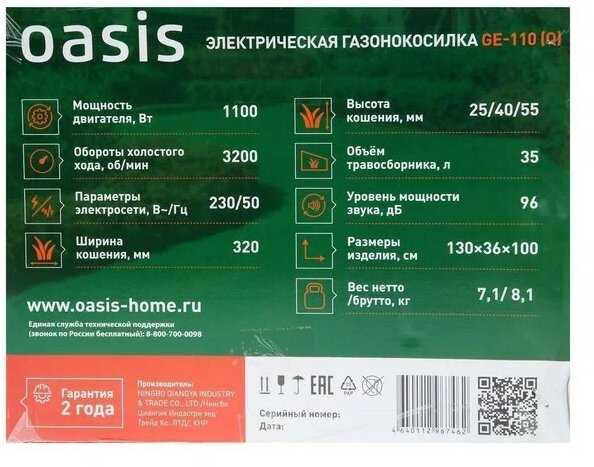 oasis
ЭЛЕКТРИЧЕСКАЯ ГАЗОНОКОСИЛКА GE-110 (Q)
Мощность
двигателя, Вт
1100
Обороты холостого
хода, об/мин
3200
Параметры
электросети, В~/Гц
230/50
Ширина
кошения, мм
320
Высота
кошения, мм
25/40/55
Объём
травосборника, л
35
Уровень мощности
звука, дБ
96
Размеры
изделия, см
130×36×100
Вес нетто
/брутто, кг
7,1/ 8,1
www.oasis-home.ru
Единая служба технической поддержки
(звонок по России бесплатный): 8-800-700-0098
Гарантия
2 года
Производитель:
NINGBO QIANGYA INDUSTRY
& TRADE CO., LTD /Нингбо
Циангия Индастри энд
Трейд Ко. ЛТД/, КНР
EAC
PAP
Серийный номер:
Дата:
4640112967462